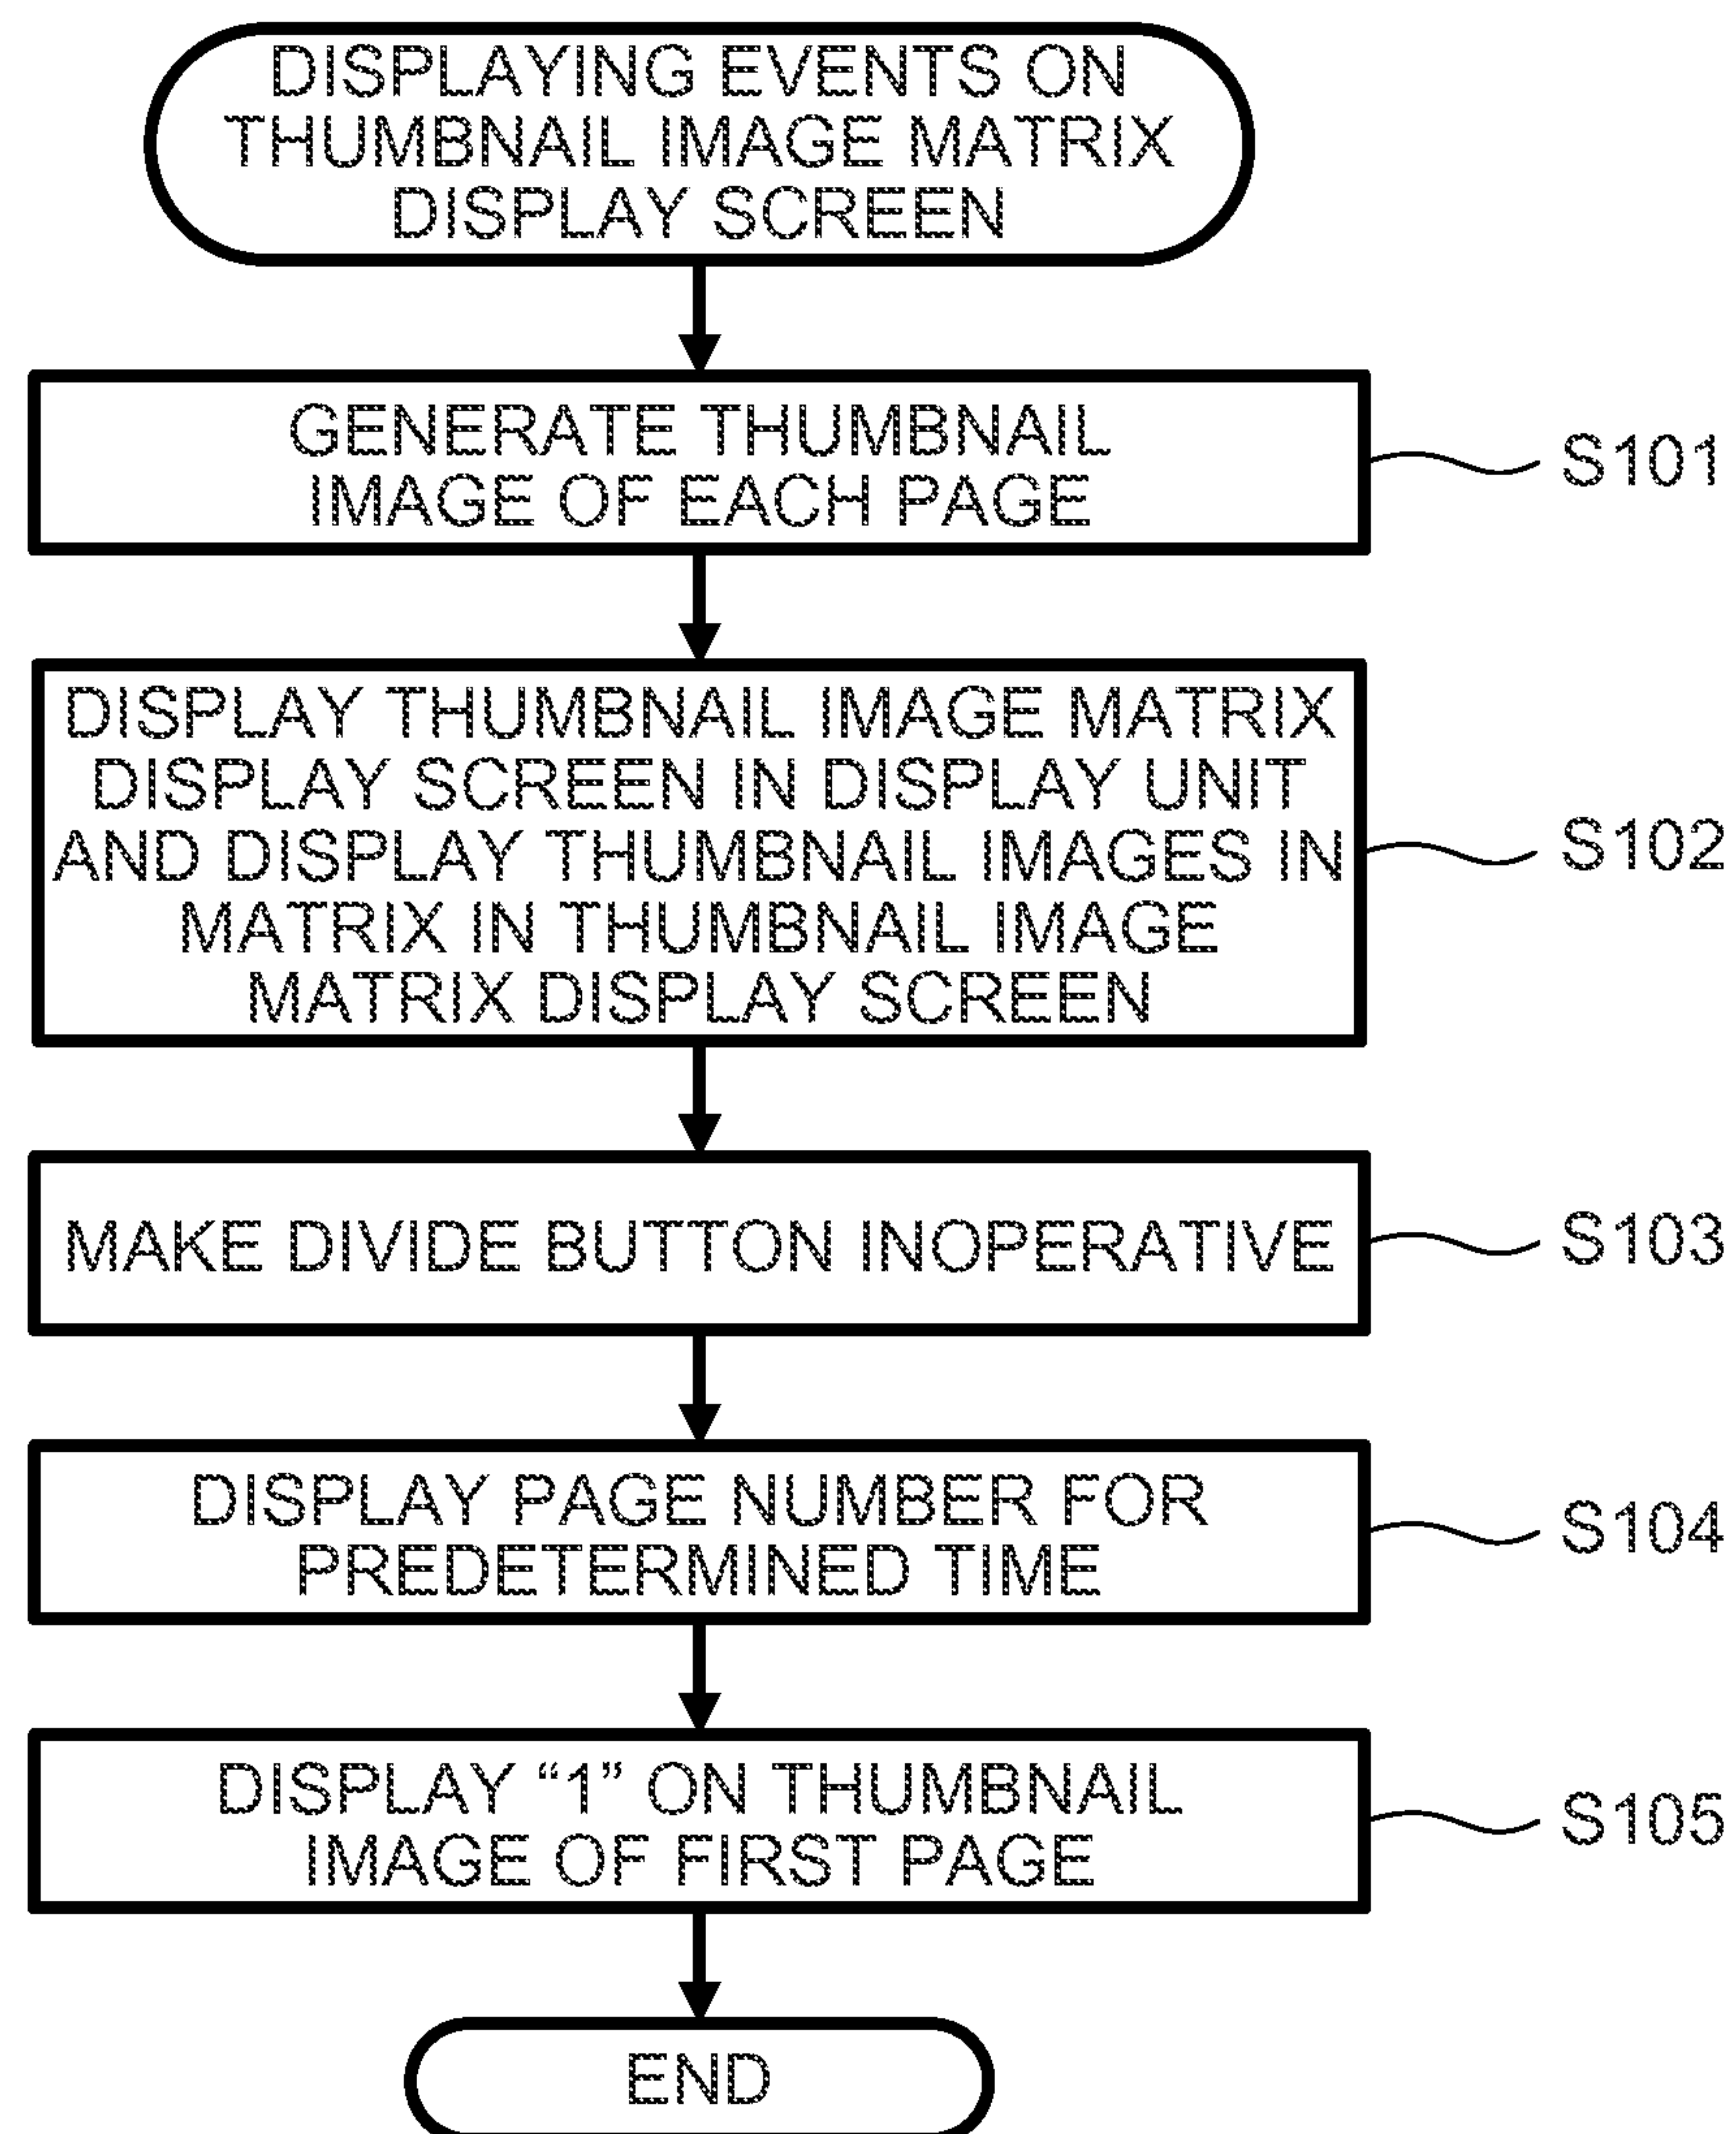 DISPLAYING EVENTS ON
THUMBNAIL IMAGE MATRIX
DISPLAY SCREEN
GENERATE THUMBNAIL
IMAGE OF EACH PAGE
S101
DISPLAY THUMBNAIL IMAGE MATRIX
DISPLAY SCREEN IN DISPLAY UNIT
AND DISPLAY THUMBNAIL IMAGES IN
MATRIX IN THUMBNAIL IMAGE
MATRIX DISPLAY SCREEN
S102
MAKE DIVIDE BUTTON INOPERATIVE
S103
DISPLAY PAGE NUMBER FOR
PREDETERMINED TIME
S104
DISPLAY “1” ON THUMBNAIL
IMAGE OF FIRST PAGE
S105
END